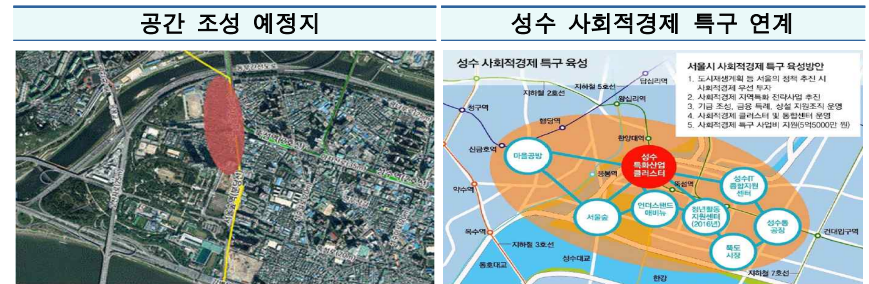 공간 조성 예정지
성수 사회적경제 특구 연계
성수 사회적경제 특구 육성
서울시 사회적경제 특구 육성방안
1. 도시재생계획 등 서울의 정책 추진 시
사회적경제 우선 투자
2. 사회적경제 지역특화 전략사업 추진
3. 기금 조성, 금융 특례, 상설 지원조직 운영
4. 사회적경제 클러스터 및 통합센터 운영
5. 사회적경제 특구 사업비 지원(5억5000만 원)
답십리역
지하철 5호선
지하철 2호선
왕십리역
청구역
행당역
한양대역
신금호역
마을공방
성수
특화산업
클러스터
응봉역
뚝섬역
성수IT
종합지원
센터
약수역
서울숲
언더스탠드
에비뉴
청년활동
지원센터
(2016년)
성수동
공장
건대입구역
옥수역
지하철 3호선
뚝도
시장
동호대교
성수대교
한강
지하철 7호선